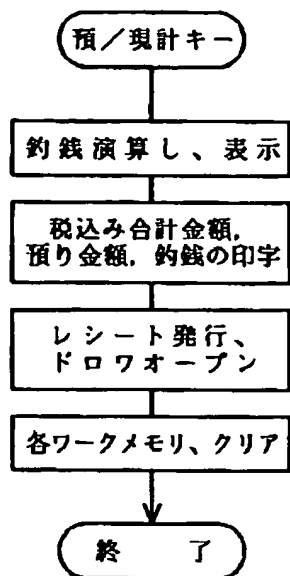 預／現計キー
釣銭演算し、表示
税込み合計金額,
預り金額, 釣銭の印字
レシート発行、
ドロワオープン
各ワークメモリ、クリア
終了